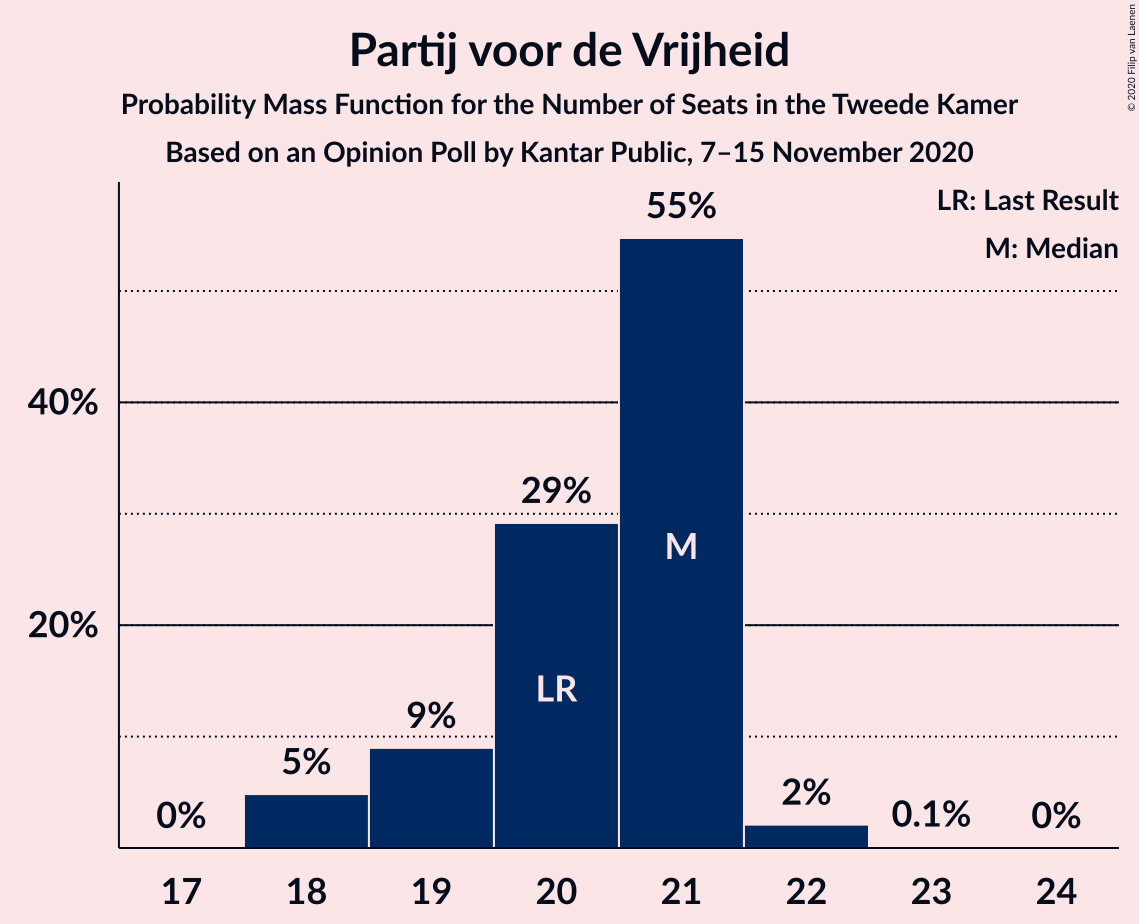 Partij voor de Vrijheid
Probability Mass Function for the Number of Seats in the Tweede Kamer
Based on an Opinion Poll by Kantar Public, 7–15 November 2020
© 2020 Filip van Laenen
LR: Last Result
M: Median
55%
40%
29%
M
20%
LR
9%
5%
0%
2%
0.1%
0%
17 18 19 20 21 22 23 24